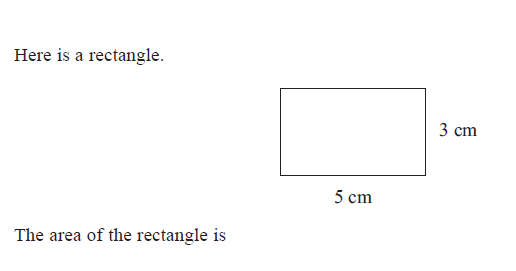 Here is a rectangle.
3 cm
5 cm
The area of the rectangle is